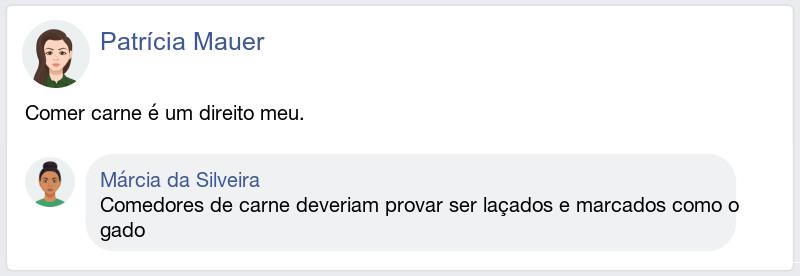 Patrícia Mauer
Comer carne é um direito meu.
Márcia da Silveira
Comedores de carne deveriam provar ser laçados e marcados como o
gado